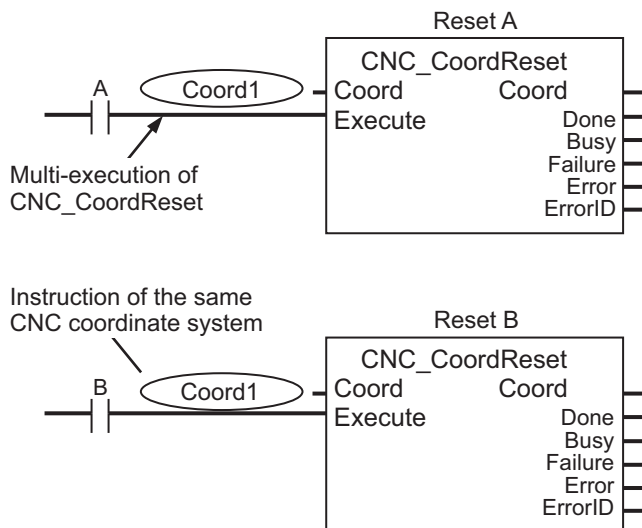 Reset A
CNC_CoordReset
A
Coord1
Coord Coord
Execute
Done
Busy
Failure
Error
ErrorID
Multi-execution of
CNC_CoordReset
Instruction of the same
CNC coordinate system
Reset B
CNC_CoordReset
B
Coord1
Coord Coord
Execute
Done
Busy
Failure
Error
ErrorID